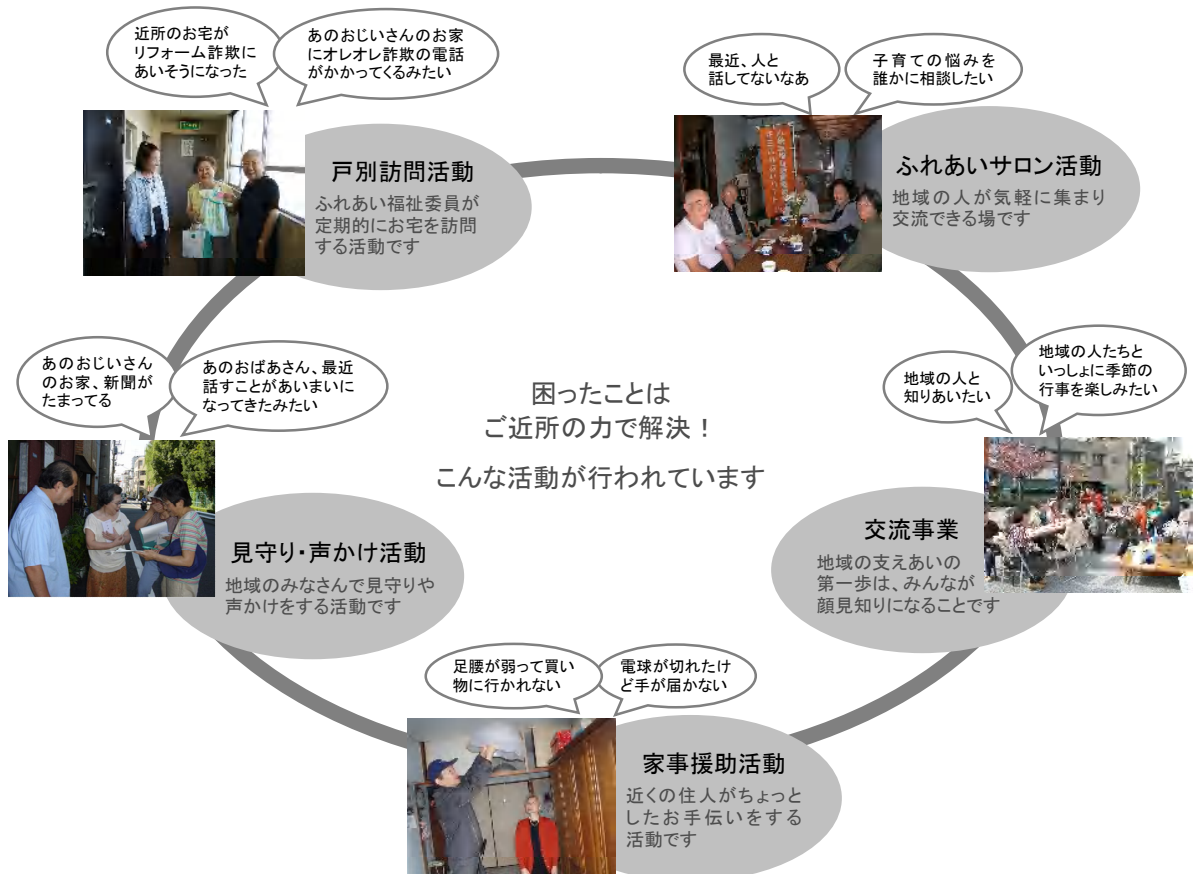 近所のお宅が
リフォーム詐欺に
あいそうになった
あのおじいさんのお家
にオレオレ詐欺の電話
がかかってくるみたい
戸別訪問活動
ふれあい福祉委員が
定期的にお宅を訪問
する活動です
最近、人と
話してないなあ
子育ての悩みを
誰かに相談したい
ふれあいサロン活動
地域の人が気軽に集まり
交流できる場です
あのおじいさん
のお家、新聞が
たまってる
あのおばあさん、最近
話すことがあいまいに
なってきたみたい
見守り・声かけ活動
地域のみなさんで見守りや
声かけをする活動です
困ったことは
ご近所の力で解決！
こんな活動が行われています
地域の人と
知りあいたい
地域の人たちと
いっしょに季節の
行事を楽しみたい
交流事業
地域の支えあいの
第一歩は、みんなが
顔見知りになることです
足腰が弱って買い
物に行かれない
電球が切れたけ
ど手が届かない
家事援助活動
近くの住人がちょっと
したお手伝いをする
活動です